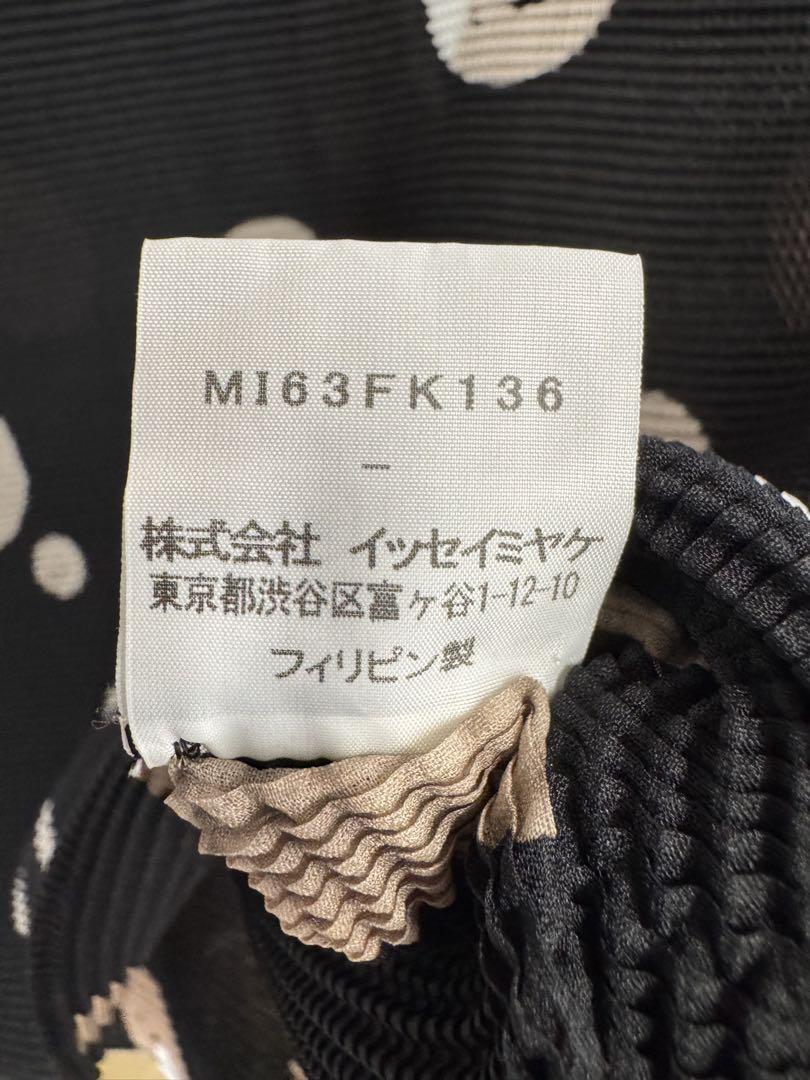 MI63FK136
–
株式会社 イッセイミヤケ
東京都渋谷区富ヶ谷1-12-10
フィリピン製